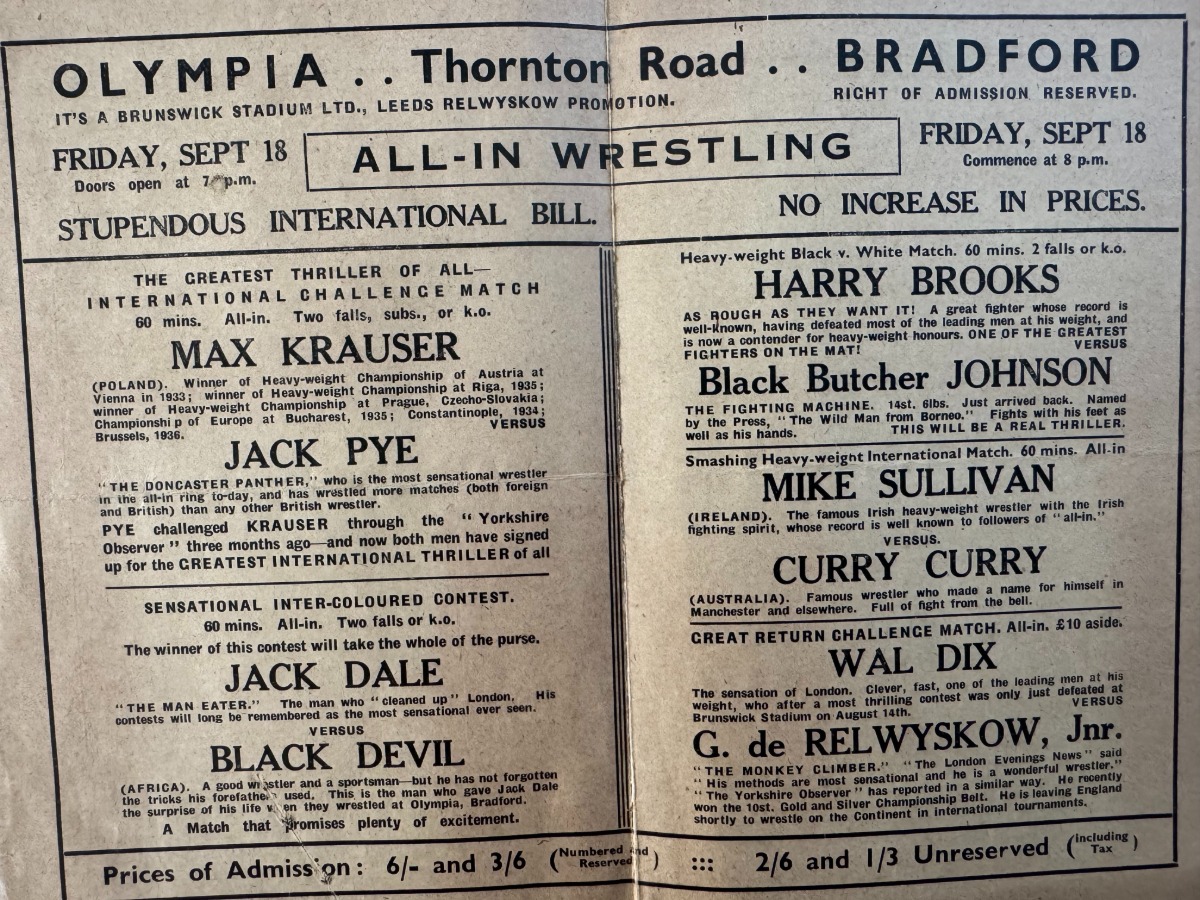 OLYMPIA . . Thornton Road . . BRADFORD
IT'S A BRUNSWICK STADIUM LTD., LEEDS RELWYSKOW PROMOTION.
RIGHT OF ADMISSION RESERVED.
FRIDAY, SEPT 18
Doors open at 7 p.m.
ALL-IN WRESTLING
FRIDAY, SEPT 18
Commence at 8 p.m.
STUPENDOUS INTERNATIONAL BILL.
NO INCREASE IN PRICES.
THE GREATEST THRILLER OF ALL—
INTERNATIONAL CHALLENGE MATCH
60 mins. All-in. Two falls, subs., or k.o.
MAX KRAUSER
(POLAND). Winner of Heavy-weight Championship of Austria at
Vienna in 1933; winner of Heavy-weight Championship at Riga, 1935;
winner of Heavy-weight Championship at Prague, Czecho-Slovakia;
Championship of Europe at Bucharest, 1935; Constantinople, 1934;
Brussels, 1936. VERSUS
JACK PYE
"THE DONCASTER PANTHER," who is the most sensational wrestler
in the all-in ring to-day, and has wrestled more matches (both foreign
and British) than any other British wrestler.
PYE challenged KRAUSER through the "Yorkshire
Observer" three months ago—and now both men have signed
up for the GREATEST INTERNATIONAL THRILLER of all
SENSATIONAL INTER-COLOURED CONTEST.
60 mins. All-in. Two falls or k.o.
The winner of this contest will take the whole of the purse.
JACK DALE
"THE MAN EATER." The man who "cleaned up" London. His
contests will long be remembered as the most sensational ever seen.
VERSUS
BLACK DEVIL
(AFRICA). A good wrestler and a sportsman—but he has not forgotten
the tricks his forefathers used. This is the man who gave Jack Dale
the surprise of his life when they wrestled at Olympia, Bradford.
A Match that promises plenty of excitement.
Heavy-weight Black v. White Match. 60 mins. 2 falls or k.o.
HARRY BROOKS
AS ROUGH AS THEY WANT IT! A great fighter whose record is
well-known, having defeated most of the leading men at his weight, and
is now a contender for heavy-weight honours. ONE OF THE GREATEST
FIGHTERS ON THE MAT! VERSUS
Black Butcher JOHNSON
THE FIGHTING MACHINE. 14st. 6lbs. Just arrived back. Named
by the Press, "The Wild Man from Borneo." Fights with his feet as
well as his hands. THIS WILL BE A REAL THRILLER.
Smashing Heavy-weight International Match. 60 mins. All-in
MIKE SULLIVAN
(IRELAND). The famous Irish heavy-weight wrestler with the Irish
fighting spirit, whose record is well known to followers of "all-in."
VERSUS.
CURRY CURRY
(AUSTRALIA). Famous wrestler who made a name for himself in
Manchester and elsewhere. Full of fight from the bell.
GREAT RETURN CHALLENGE MATCH. All-in. £10 aside.
WAL DIX
The sensation of London. Clever, fast, one of the leading men at his
weight, who after a most thrilling contest was only just defeated at
Brunswick Stadium on August 14th. VERSUS
G. de RELWYSKOW, Jnr.
"THE MONKEY CLIMBER." "The London Evenings News" said
"His methods are most sensational and he is a wonderful wrestler."
"The Yorkshire Observer" has reported in a similar way. He recently
won the 10st. Gold and Silver Championship Belt. He is leaving England
shortly to wrestle on the Continent in international tournaments.
Prices of Admission: 6/- and 3/6 (Numbered and Reserved) ::: 2/6 and 1/3 Unreserved (Including Tax)